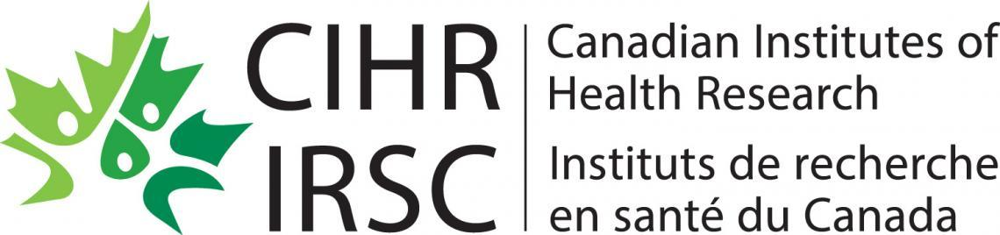 CIHR
IRSC
Canadian Institutes of
Health Research
Instituts de recherche
en santé du Canada